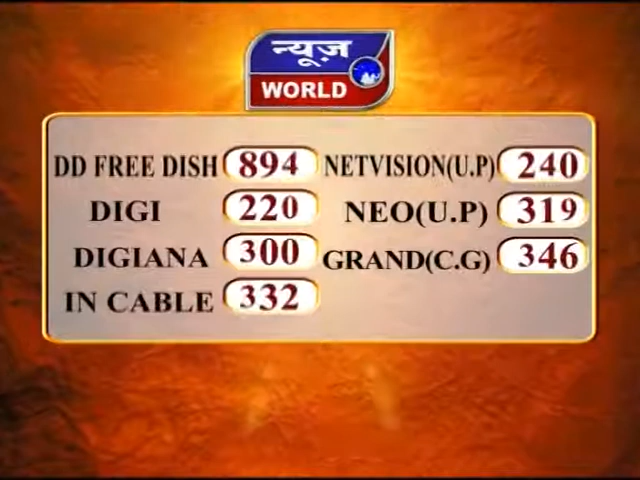 न्यूज़
WORLD
DD FREE DISH 894 NETVISION(U.P) 240
DIGI 220 NEO(U.P) 319
DIGIANA 300 GRAND(C.G) 346
IN CABLE 332